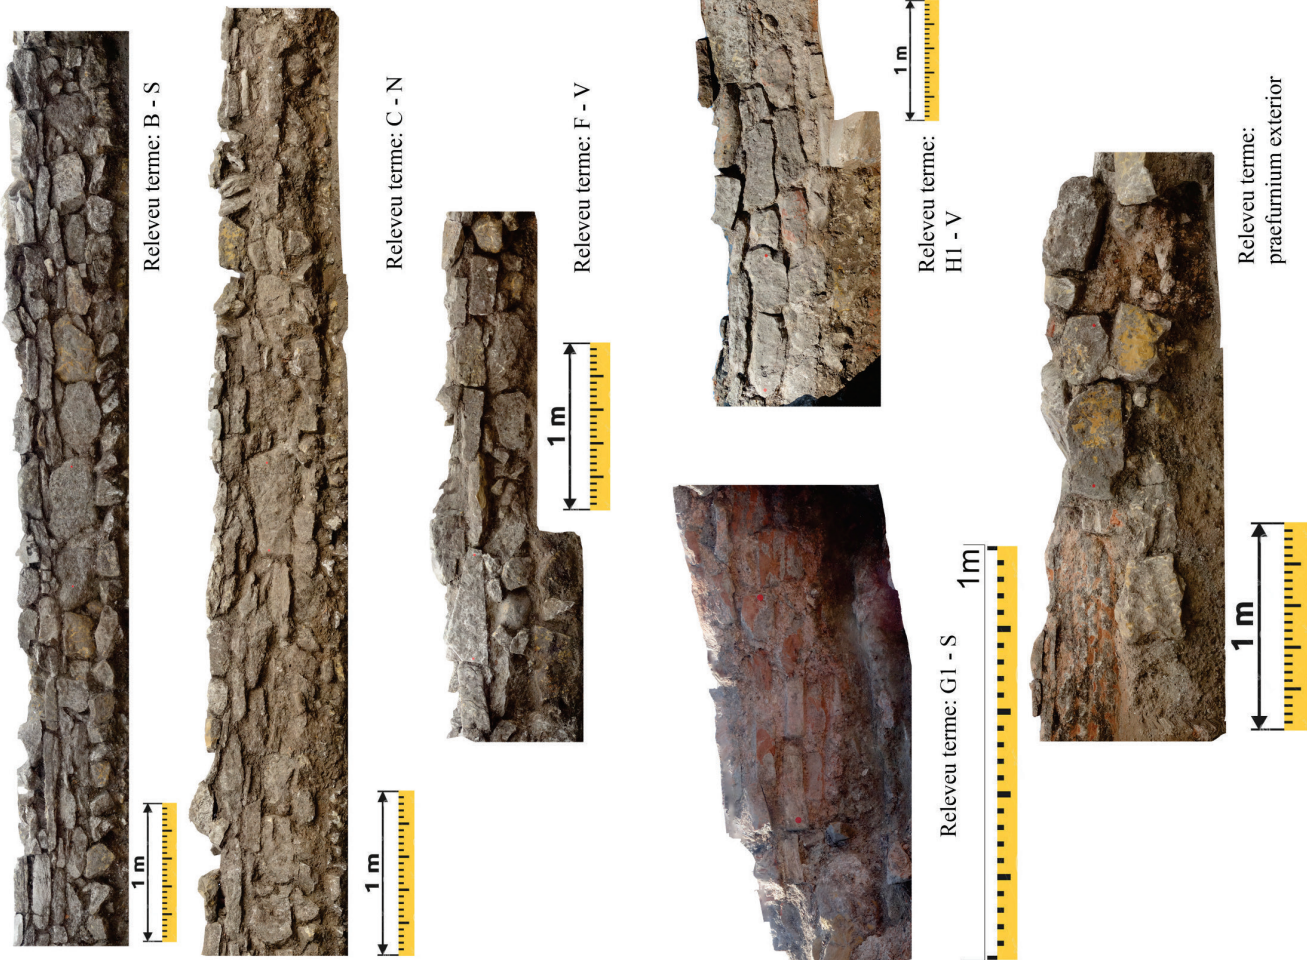 Releveu terme: B - S
1 m
Releveu terme: C - N
1 m
Releveu terme: F - V
1 m
Releveu terme:
H1 - V
1 m
Releveu terme: G1 - S
1m
Releveu terme:
praefurnium exterior
1 m